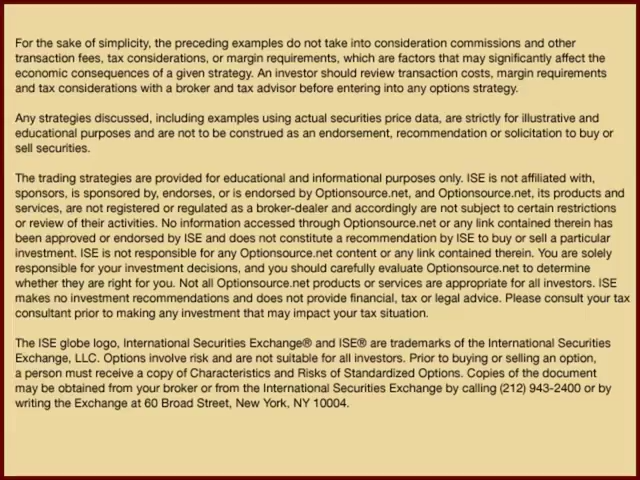 For the sake of simplicity, the preceding examples do not take into consideration commissions and other
transaction fees, tax considerations, or margin requirements, which are factors that may significantly affect the
economic consequences of a given strategy. An investor should review transaction costs, margin requirements
and tax considerations with a broker and tax advisor before entering into any options strategy.
Any strategies discussed, including examples using actual securities price data, are strictly for illustrative and
educational purposes and are not to be construed as an endorsement, recommendation or solicitation to buy or
sell securities.
The trading strategies are provided for educational and informational purposes only. ISE is not affiliated with,
sponsors, is sponsored by, endorses, or is endorsed by Optionsource.net, and Optionsource.net, its products and
services, are not registered or regulated as a broker-dealer and accordingly are not subject to certain restrictions
or review of their activities. No information accessed through Optionsource.net or any link contained therein has
been approved or endorsed by ISE and does not constitute a recommendation by ISE to buy or sell a particular
investment. ISE is not responsible for any Optionsource.net content or any link contained therein. You are solely
responsible for your investment decisions, and you should carefully evaluate Optionsource.net to determine
whether they are right for you. Not all Optionsource.net products or services are appropriate for all investors. ISE
makes no investment recommendations and does not provide financial, tax or legal advice. Please consult your tax
consultant prior to making any investment that may impact your tax situation.
The ISE globe logo, International Securities Exchange® and ISE® are trademarks of the International Securities
Exchange, LLC. Options involve risk and are not suitable for all investors. Prior to buying or selling an option,
a person must receive a copy of Characteristics and Risks of Standardized Options. Copies of the document
may be obtained from your broker or from the International Securities Exchange by calling (212) 943-2400 or by
writing the Exchange at 60 Broad Street, New York, NY 10004.